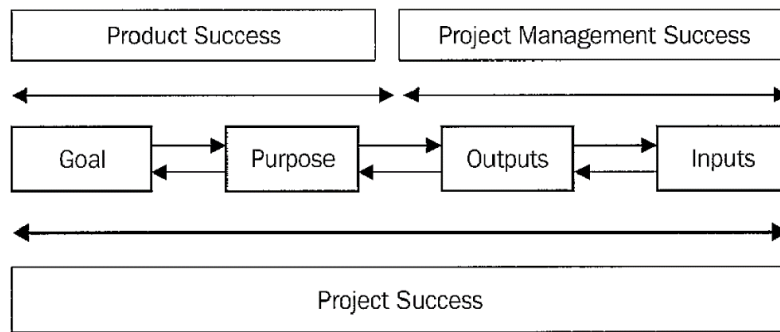 Product Success
Project Management Success
Goal
Purpose
Outputs
Inputs
Project Success